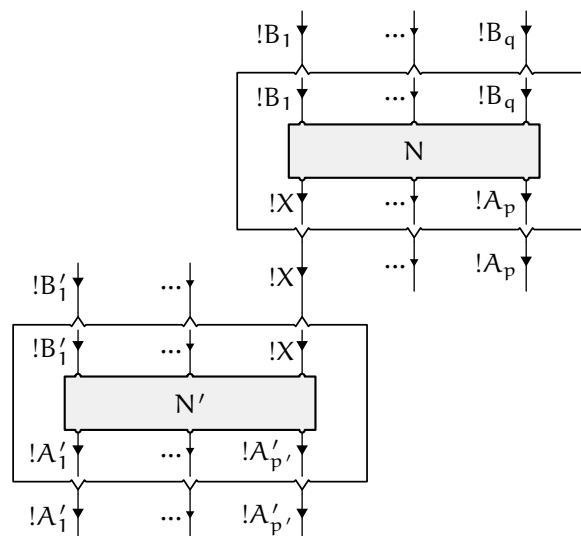 !B₁ ... !B_q
!B₁ ... !B_q
N
!X ... !A_p
!X ... !A_p
!B′₁ ...
!B′₁ ... !X
N′
!A′₁ ... !A′_p′
!A′₁ ... !A′_p′